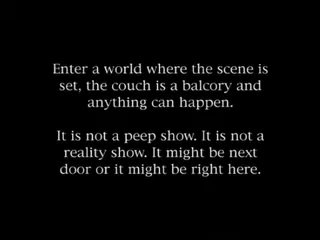 Enter a world where the scene is
set, the couch is a balcory and
anything can happen.
It is not a peep show. It is not a
reality show. It might be next
door or it might be right here.